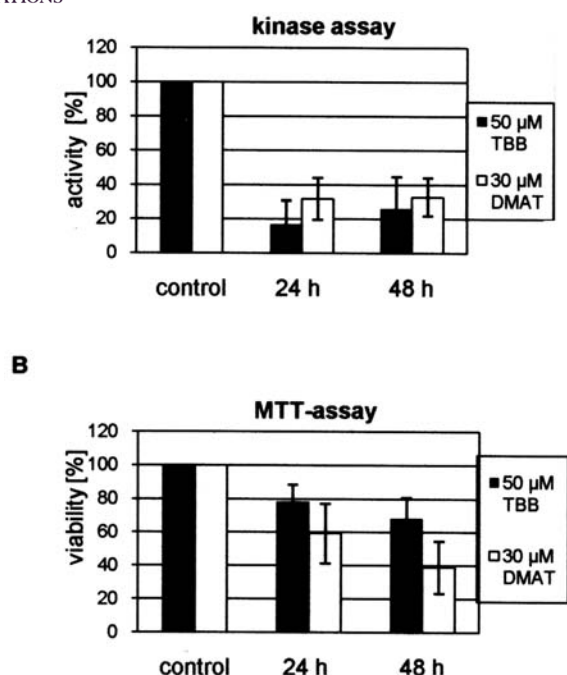 ATIONS
kinase assay
120
100
80
60
40
20
0
activity [%]
control 24 h 48 h
50 µM
TBB
30 µM
DMAT
B
MTT-assay
120
100
80
60
40
20
0
viability [%]
control 24 h 48 h
50 µM
TBB
30 µM
DMAT